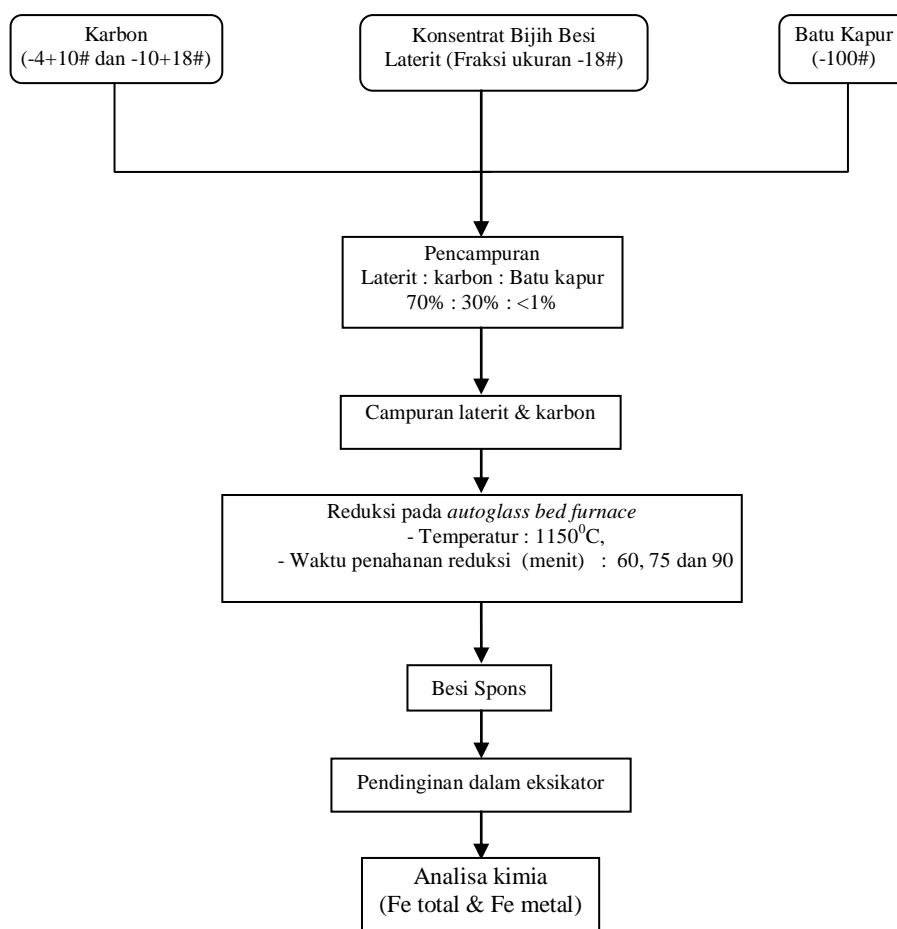 Karbon
(-4+10# dan -10+18#)
Konsentrat Bijih Besi
Laterit (Fraksi ukuran -18#)
Batu Kapur
(-100#)
Pencampuran
Laterit : karbon : Batu kapur
70% : 30% : <1%
Campuran laterit & karbon
Reduksi pada autoglass bed furnace
- Temperatur : 1150⁰C,
- Waktu penahanan reduksi (menit) : 60, 75 dan 90
Besi Spons
Pendinginan dalam eksikator
Analisa kimia
(Fe total & Fe metal)